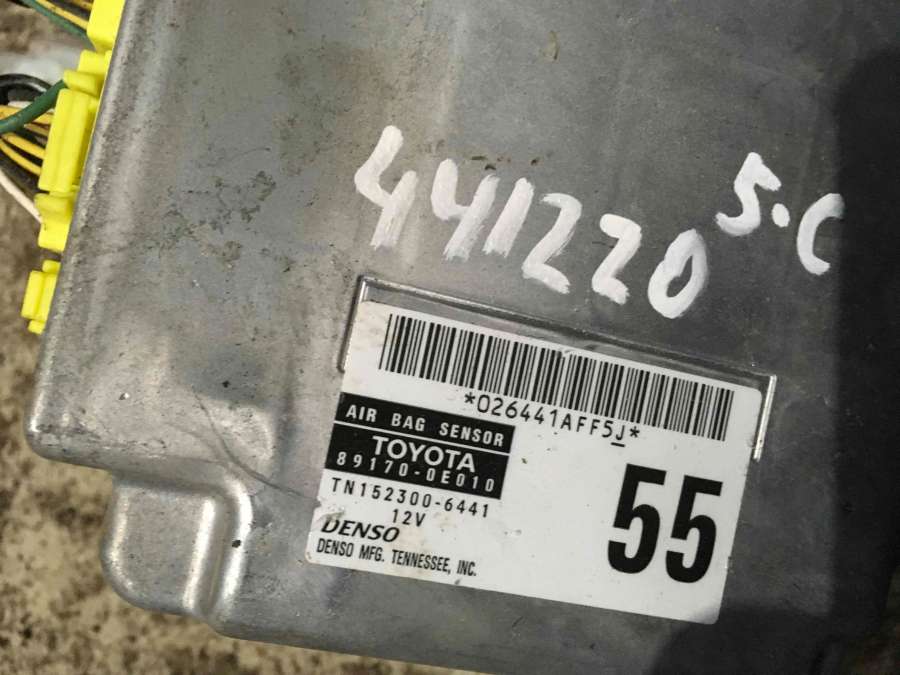 441220 5.C
*026441AFF5J*
AIR BAG SENSOR
TOYOTA
89170-0E010
TN152300-6441
12V
DENSO
DENSO MFG. TENNESSEE, INC.
55